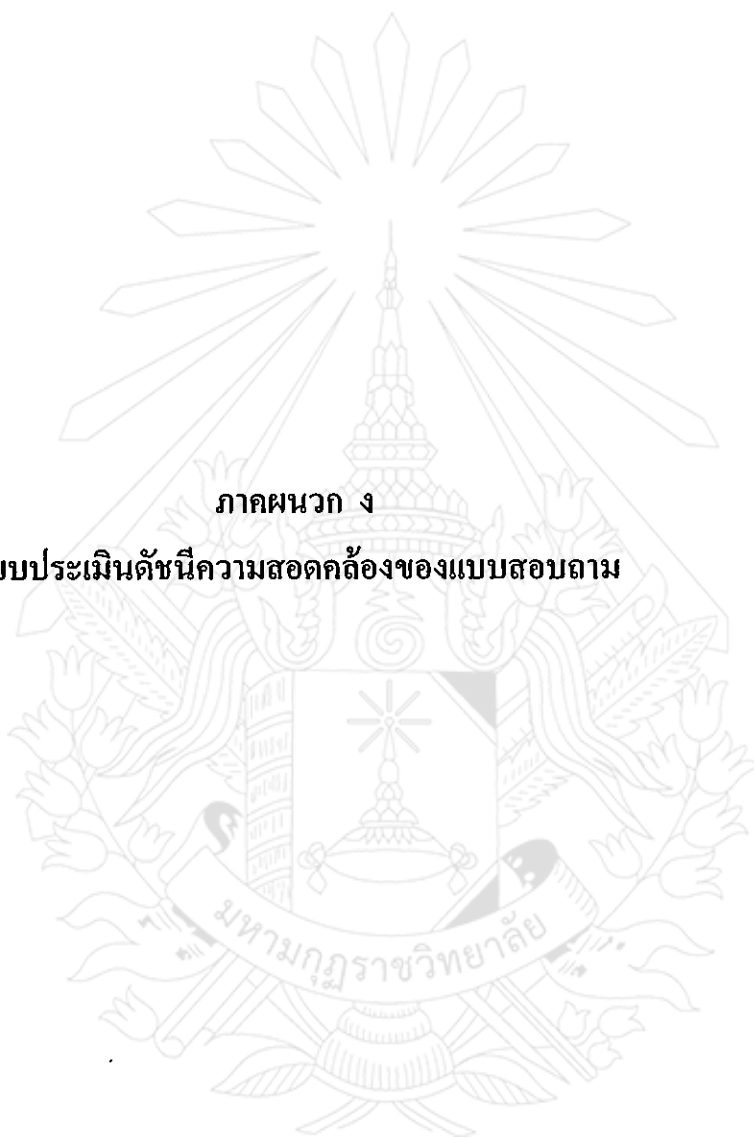 ภาคผนวก ง
บบประเมินดัชนีความสอดคล้องของแบบสอบถาม
มหามกุฏราชวิทยาลัย